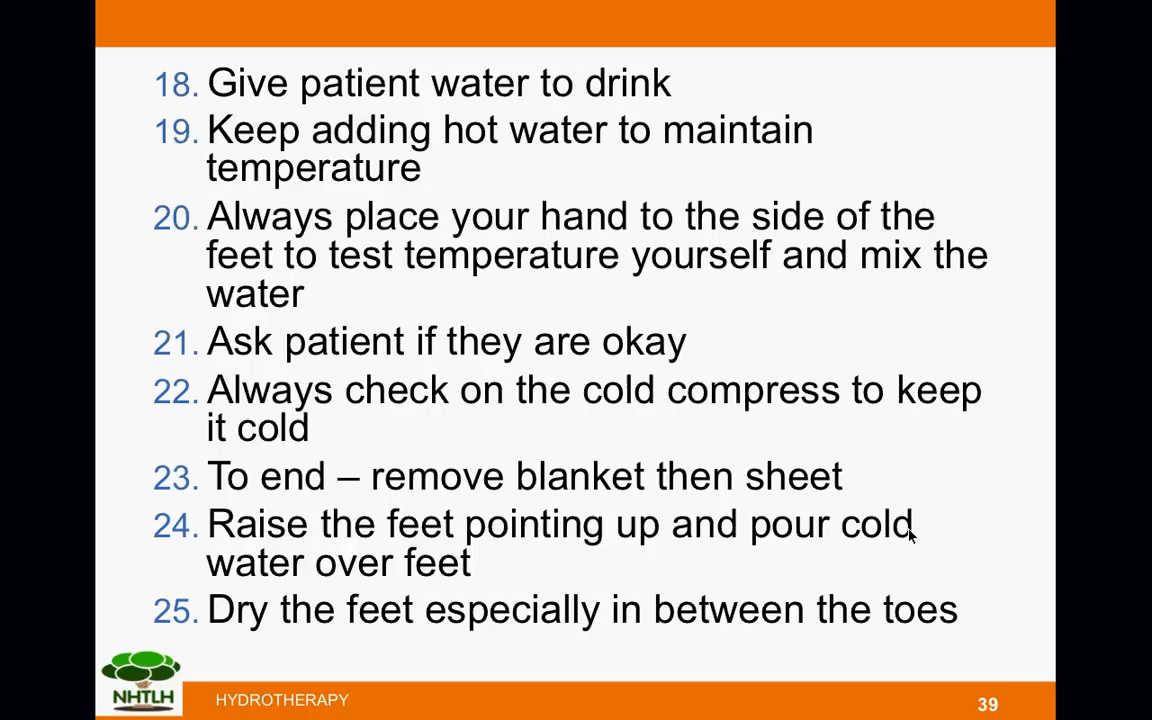 18. Give patient water to drink
19. Keep adding hot water to maintain
temperature
20. Always place your hand to the side of the
feet to test temperature yourself and mix the
water
21. Ask patient if they are okay
22. Always check on the cold compress to keep
it cold
23. To end – remove blanket then sheet
24. Raise the feet pointing up and pour cold
water over feet
25. Dry the feet especially in between the toes
NHTLH
HYDROTHERAPY
39